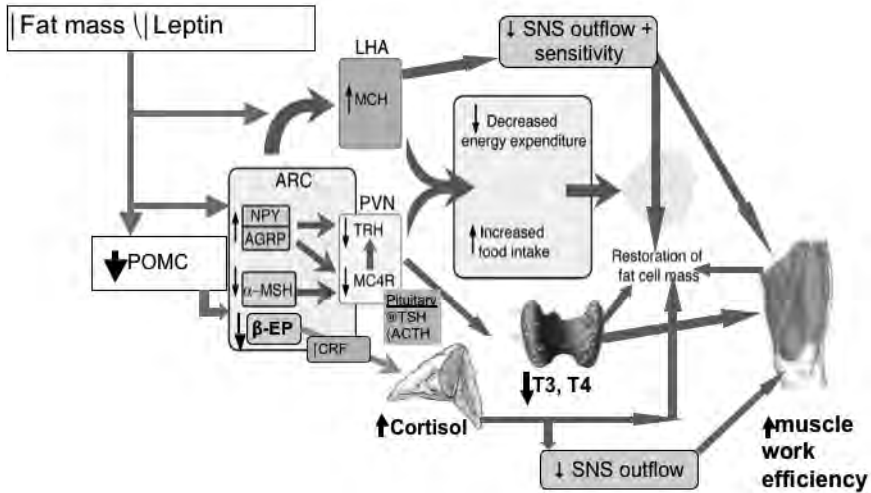 |Fat mass \|| Leptin
↓ SNS outflow +
sensitivity
LHA
↑ MCH
↓ Decreased
energy expenditure
↑ Increased
food intake
ARC
↑ NPY
AGRP
↓ α-MSH
↓ β-EP
PVN
↓ TRH
↓ MC4R
↓ POMC
Pituitary
⊗TSH
(ACTH
⌈CRF
Restoration of
fat cell mass
↓ T3, T4
↑ Cortisol
↓ SNS outflow
↑ muscle
work
efficiency